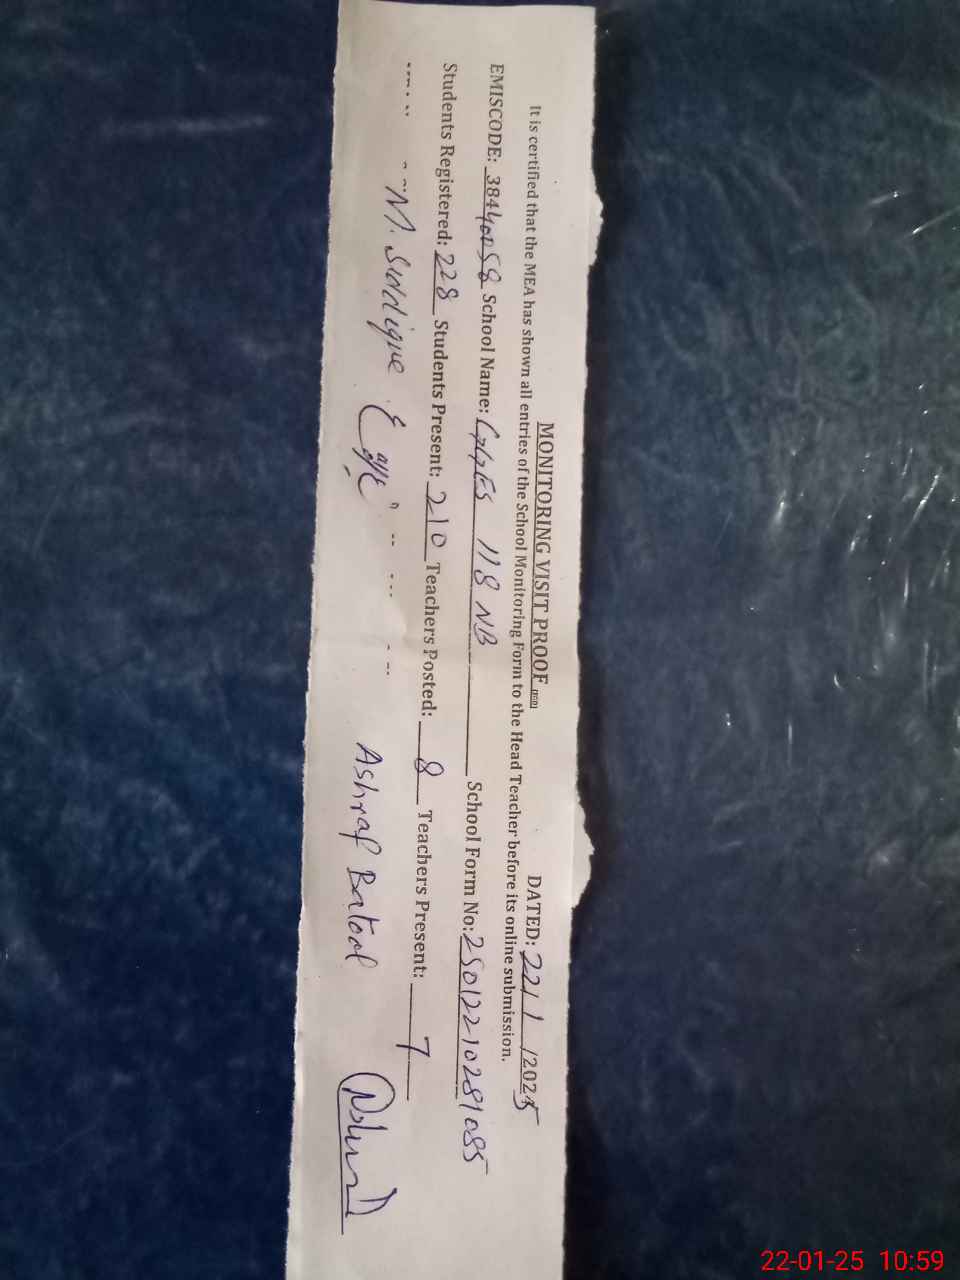 MONITORING VISIT PROOF DATED: 22/1/2025
It is certified that the MEA has shown all entries of the School Monitoring Form to the Head Teacher before its online submission.
EMISCODE: 38440058 School Name: GGES 118 NB School Form No: 25012210281085
Students Registered: 228 Students Present: 210 Teachers Posted: 8 Teachers Present: 7
M. Siddique Ashraf Batool
22-01-25 10:59